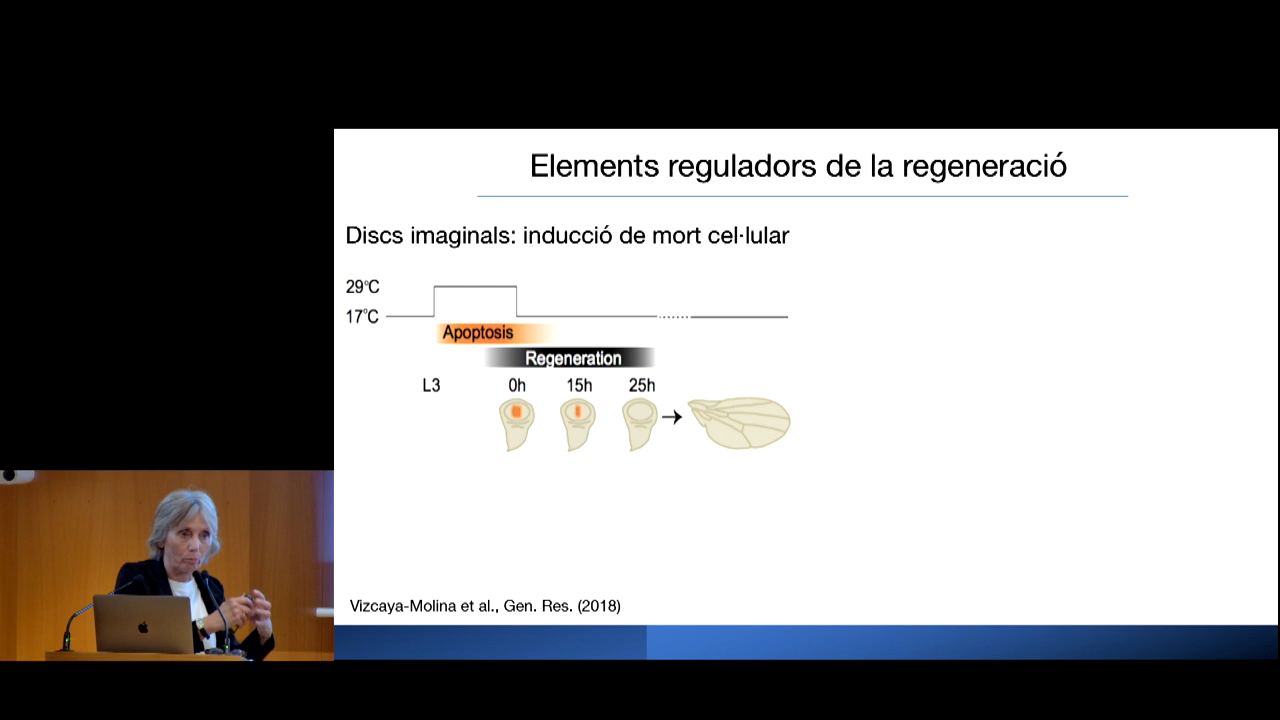 Elements reguladors de la regeneració
Discs imaginals: inducció de mort cel·lular
29°C
17°C
Apoptosis
Regeneration
L3 0h 15h 25h
Vizcaya-Molina et al., Gen. Res. (2018)